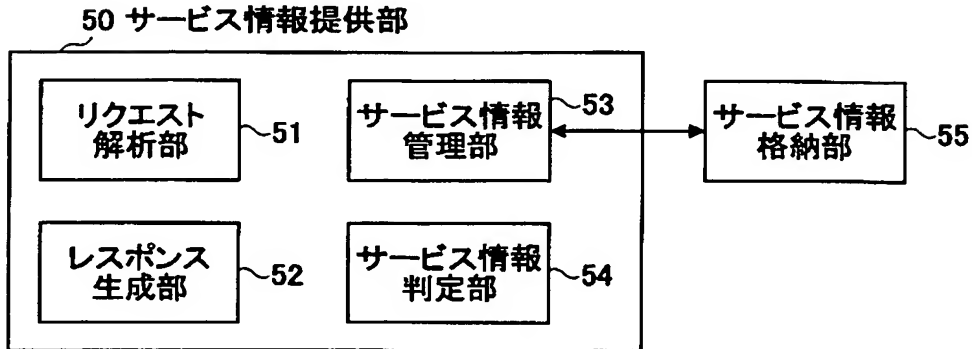 50 サービス情報提供部
リクエスト
解析部
51
サービス情報
管理部
53
サービス情報
格納部
55
レスポンス
生成部
52
サービス情報
判定部
54